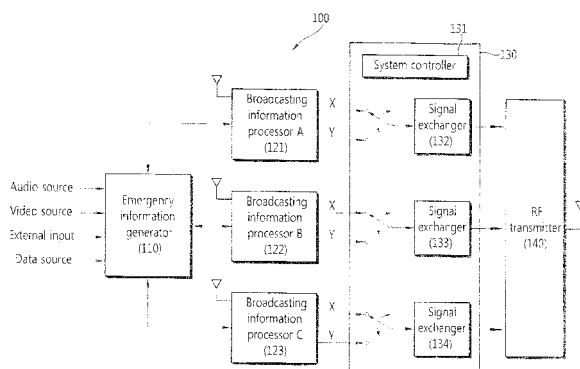 100
131
130
System controller
Broadcasting
information
processor A
(121)
X
Y
Signal
exchanger
(132)
Audio source
Video source
External input
Data source
Emergency
information
generator
(110)
Broadcasting
information
processor B
(122)
X
Y
Signal
exchanger
(133)
RF
transmitter
(140)
Broadcasting
information
processor C
(123)
X
Y
Signal
exchanger
(134)